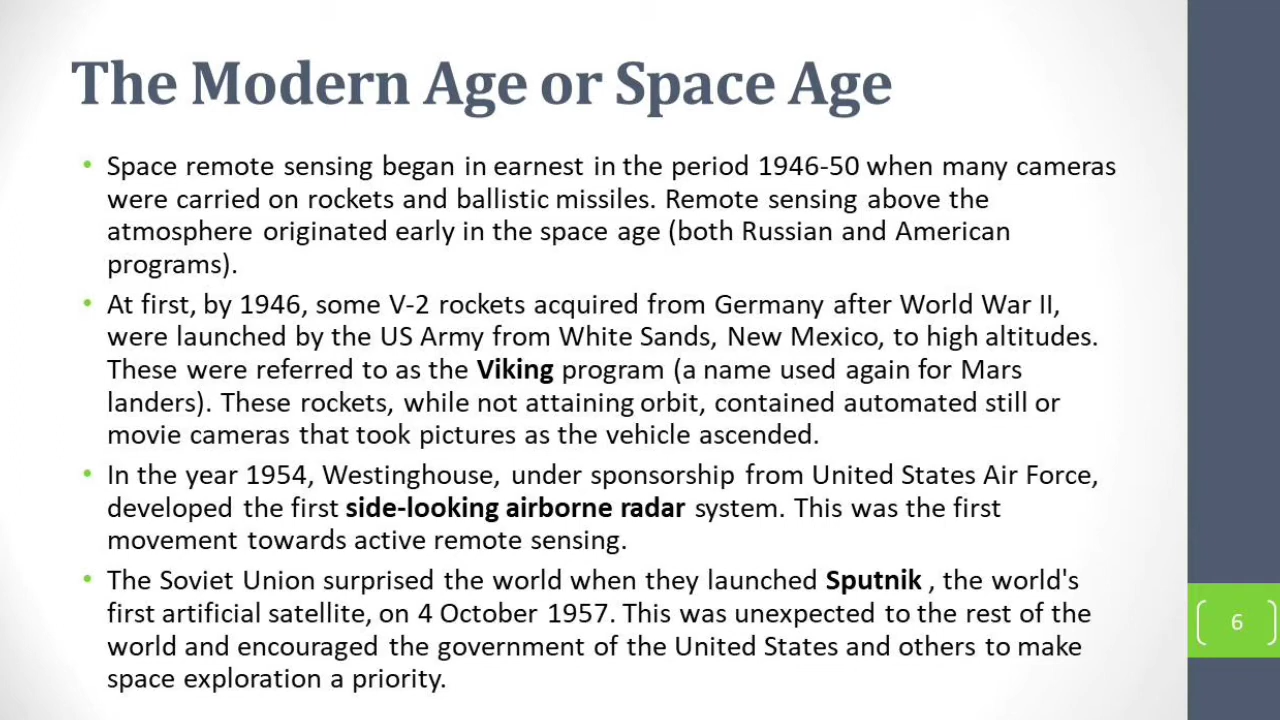 The Modern Age or Space Age
• Space remote sensing began in earnest in the period 1946-50 when many cameras
were carried on rockets and ballistic missiles. Remote sensing above the
atmosphere originated early in the space age (both Russian and American
programs).
• At first, by 1946, some V-2 rockets acquired from Germany after World War II,
were launched by the US Army from White Sands, New Mexico, to high altitudes.
These were referred to as the Viking program (a name used again for Mars
landers). These rockets, while not attaining orbit, contained automated still or
movie cameras that took pictures as the vehicle ascended.
• In the year 1954, Westinghouse, under sponsorship from United States Air Force,
developed the first side-looking airborne radar system. This was the first
movement towards active remote sensing.
• The Soviet Union surprised the world when they launched Sputnik , the world's
first artificial satellite, on 4 October 1957. This was unexpected to the rest of the
world and encouraged the government of the United States and others to make
space exploration a priority.
6